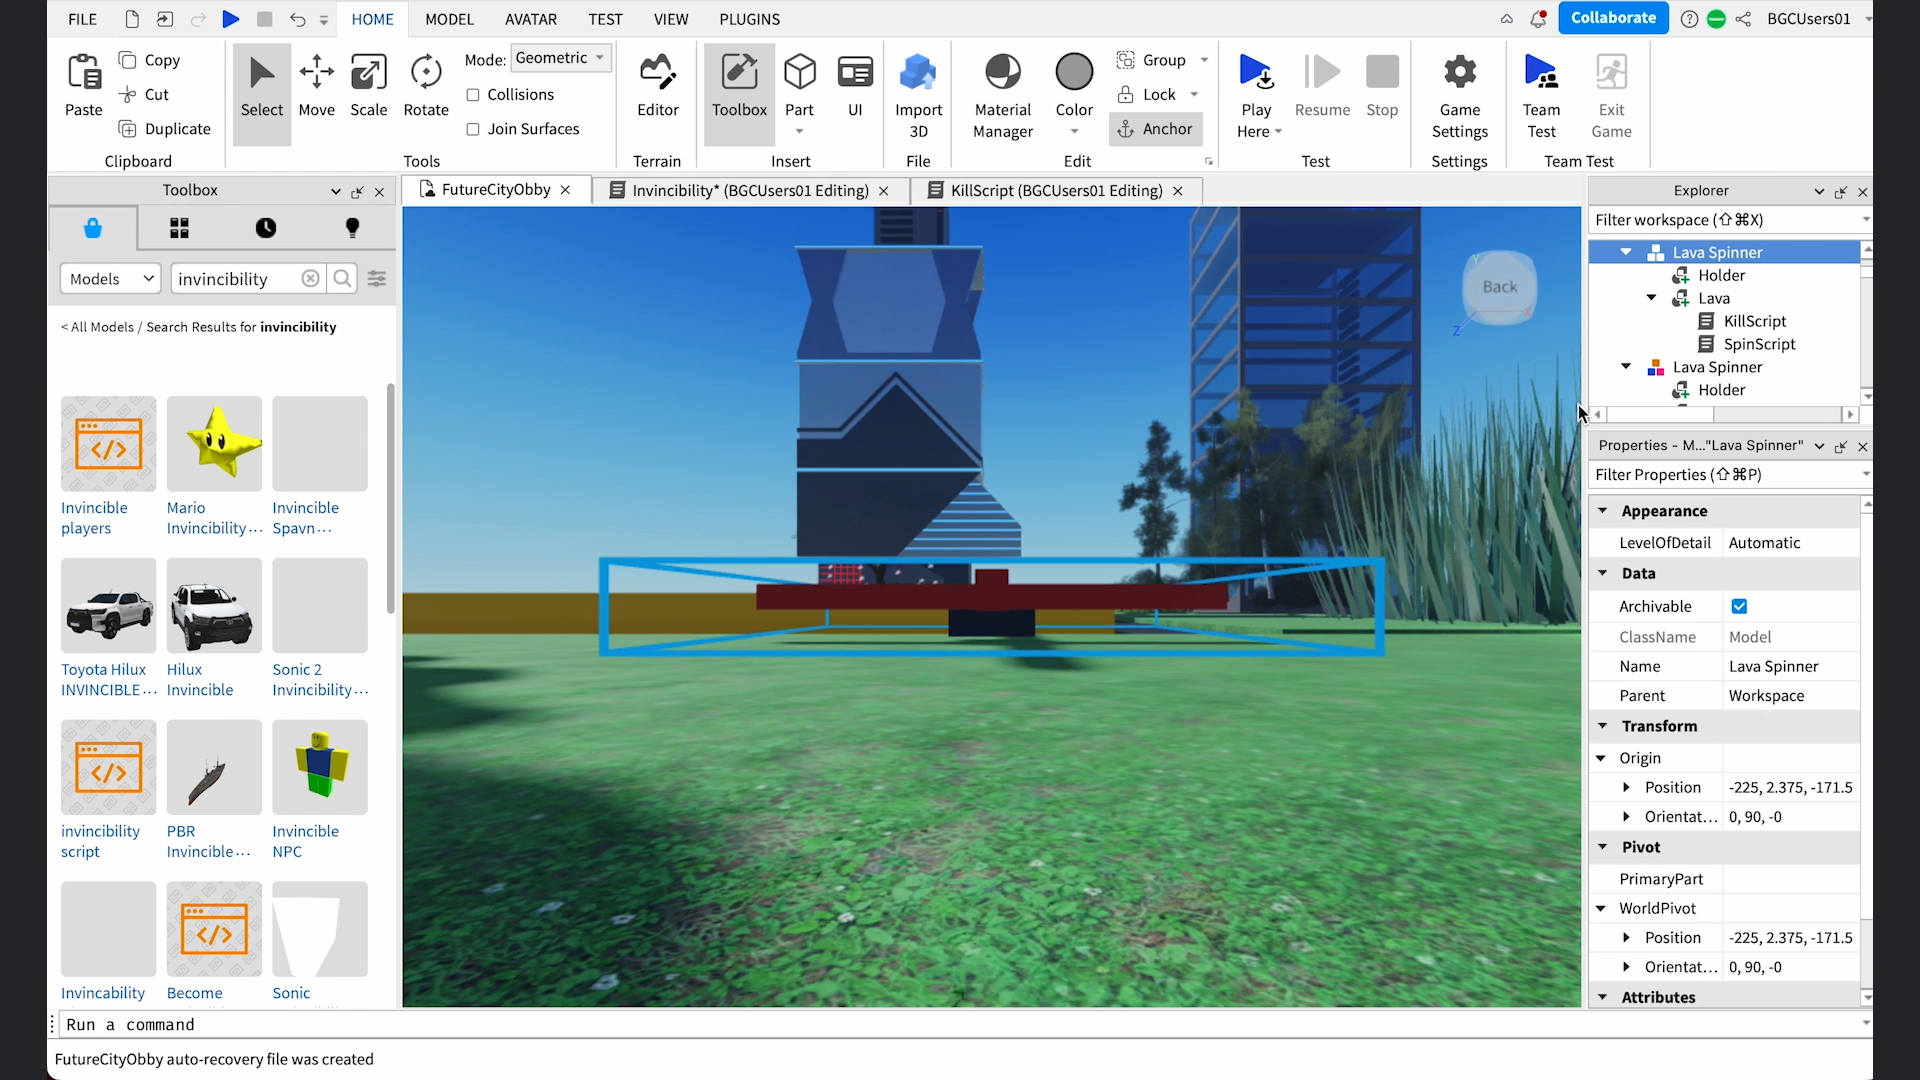 FILE
HOME
MODEL
AVATAR
TEST
VIEW
PLUGINS
Collaborate
BGCUsers01
Paste
Copy
Cut
Duplicate
Clipboard
Select
Move
Scale
Rotate
Mode: Geometric
Collisions
Join Surfaces
Tools
Editor
Terrain
Toolbox
Part
UI
Insert
Import
3D
File
Material
Manager
Color
Group
Lock
Anchor
Edit
Play
Here
Resume
Stop
Test
Game
Settings
Settings
Team
Test
Exit
Game
Team Test
Toolbox
FutureCityObby
Invincibility* (BGCUsers01 Editing)
KillScript (BGCUsers01 Editing)
Models
invincibility
< All Models / Search Results for invincibility
Invincible
players
Mario
Invincibility...
Invincible
Spavn...
Toyota Hilux
INVINCIBLE...
Hilux
Invincible
Sonic 2
Invincibility...
invincibility
script
PBR
Invincible...
Invincible
NPC
Invincability
Become
Sonic
Back
Y
Z
X
Explorer
Filter workspace (⇧⌘X)
Lava Spinner
Holder
Lava
KillScript
SpinScript
Lava Spinner
Holder
Properties - M..."Lava Spinner"
Filter Properties (⇧⌘P)
Appearance
LevelOfDetail Automatic
Data
Archivable
ClassName Model
Name Lava Spinner
Parent Workspace
Transform
Origin
Position -225, 2.375, -171.5
Orientat... 0, 90, -0
Pivot
PrimaryPart
WorldPivot
Position -225, 2.375, -171.5
Orientat... 0, 90, -0
Attributes
Run a command
FutureCityObby auto-recovery file was created